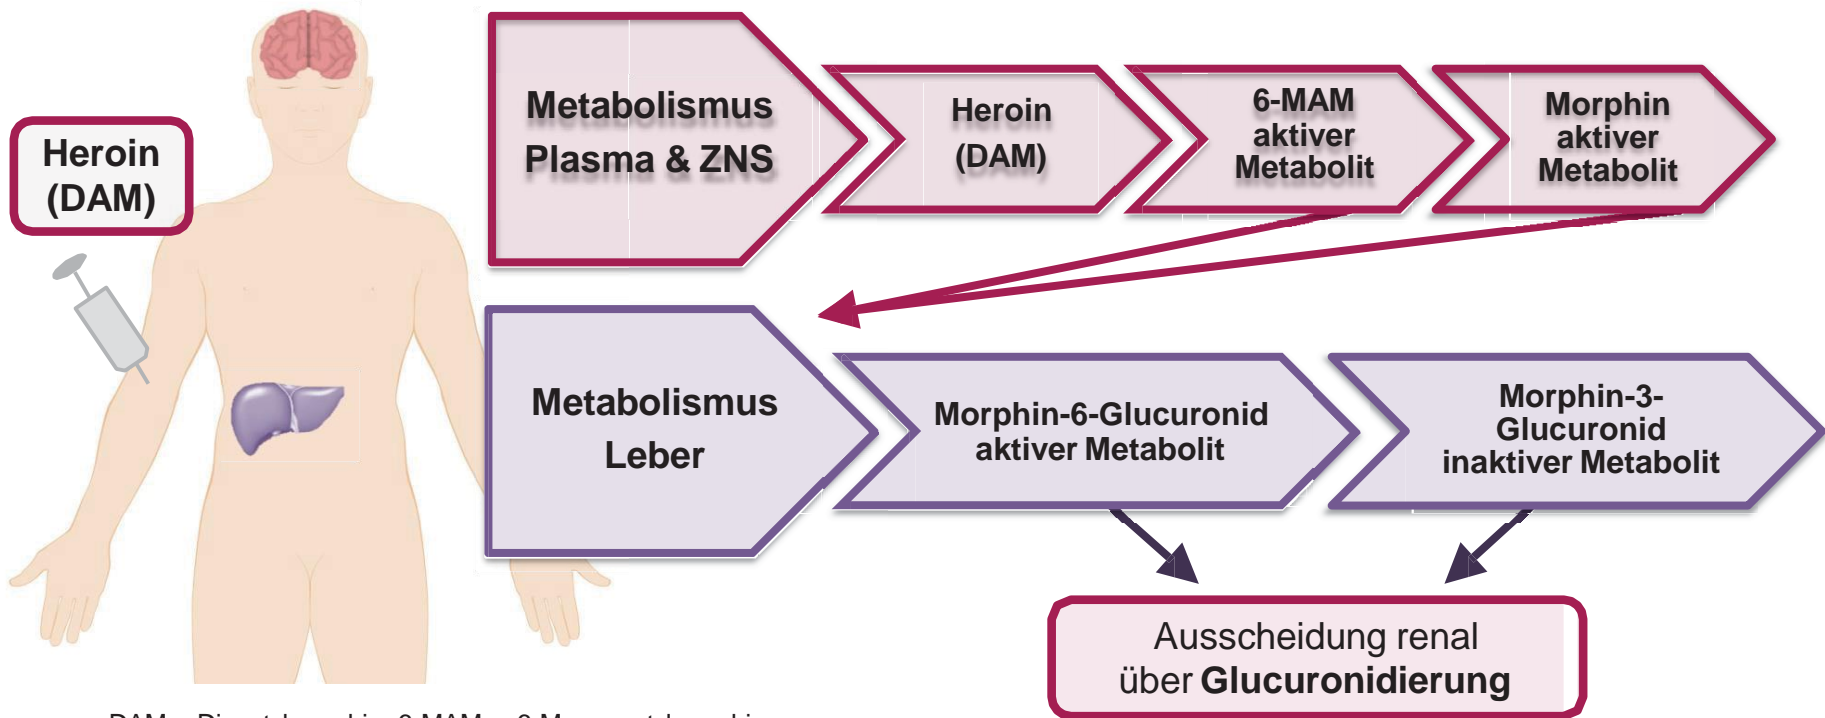 Heroin
(DAM)
Metabolismus
Plasma & ZNS
Heroin
(DAM)
6-MAM
aktiver
Metabolit
Morphin
aktiver
Metabolit
Metabolismus
Leber
Morphin-6-Glucuronid
aktiver Metabolit
Morphin-3-
Glucuronid
inaktiver Metabolit
Ausscheidung renal
über Glucuronidierung